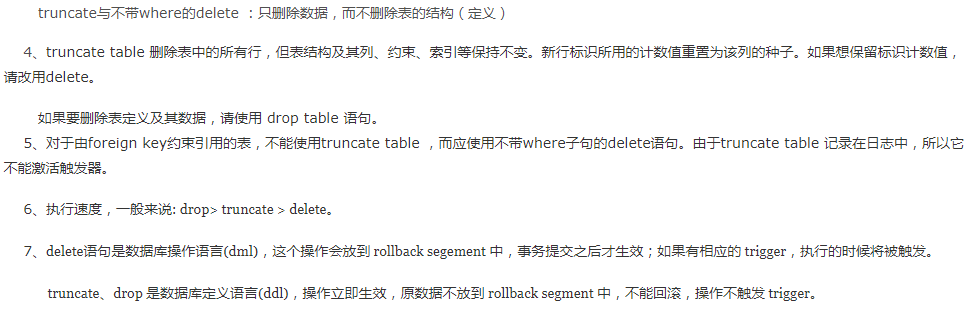 truncate与不带where的delete ：只删除数据，而不删除表的结构（定义）
4、truncate table 删除表中的所有行，但表结构及其列、约束、索引等保持不变。新行标识所用的计数值重置为该列的种子。如果想保留标识计数值，
请改用delete。
如果要删除表定义及其数据，请使用 drop table 语句。
5、对于由foreign key约束引用的表，不能使用truncate table ，而应使用不带where子句的delete语句。由于truncate table 记录在日志中，所以它
不能激活触发器。
6、执行速度，一般来说: drop> truncate > delete。
7、delete语句是数据库操作语言(dml)，这个操作会放到 rollback segement 中，事务提交之后才生效；如果有相应的 trigger，执行的时候将被触发。
truncate、drop 是数据库定义语言(ddl)，操作立即生效，原数据不放到 rollback segment 中，不能回滚，操作不触发 trigger。